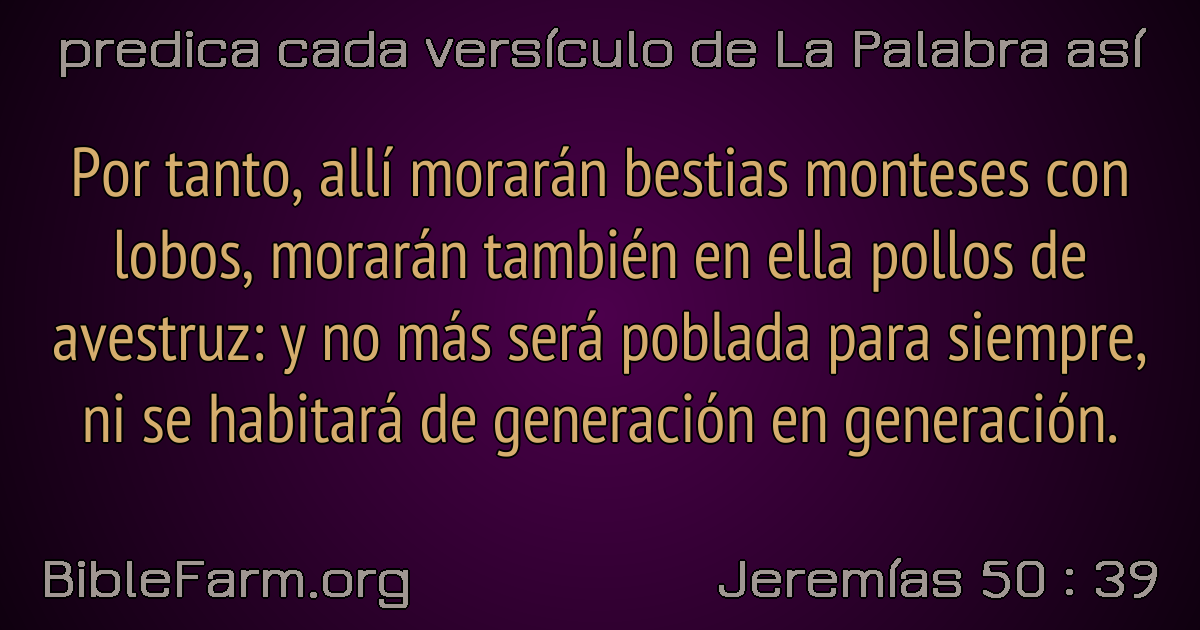 predica cada versículo de La Palabra así
Por tanto, allí morarán bestias monteses con
lobos, morarán también en ella pollos de
avestruz: y no más será poblada para siempre,
ni se habitará de generación en generación.
BibleFarm.org
Jeremías 50 : 39